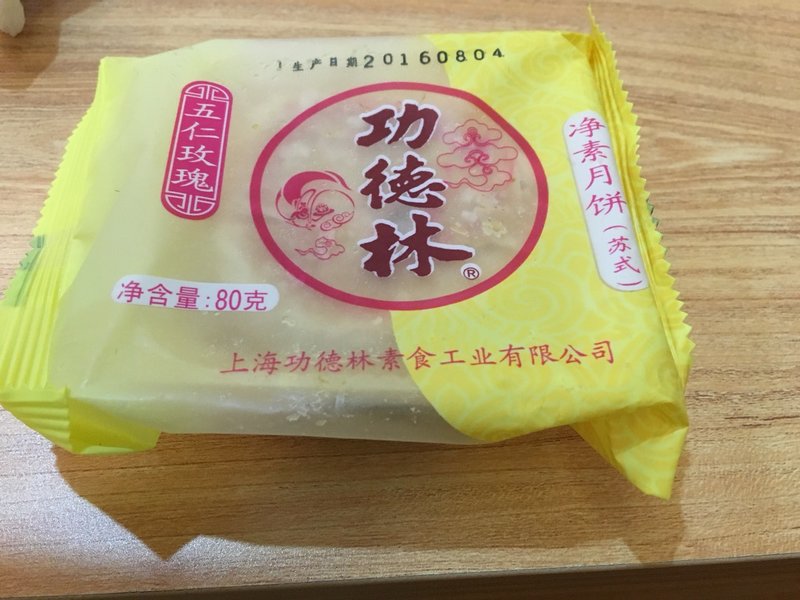 生产日期20160804
五仁玫瑰
功德林®
净素月饼(苏式)
净含量:80克
上海功德林素食工业有限公司